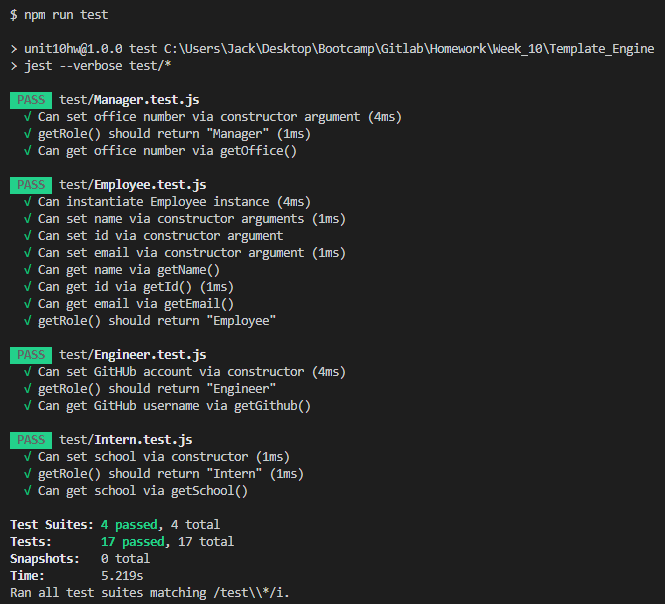 $ npm run test
> unit10hw@1.0.0 test C:\Users\Jack\Desktop\Bootcamp\Gitlab\Homework\Week_10\Template_Engine
> jest --verbose test/*
PASS test/Manager.test.js
√ Can set office number via constructor argument (4ms)
√ getRole() should return "Manager" (1ms)
√ Can get office number via getOffice()
PASS test/Employee.test.js
√ Can instantiate Employee instance (4ms)
√ Can set name via constructor arguments (1ms)
√ Can set id via constructor argument
√ Can set email via constructor argument (1ms)
√ Can get name via getName()
√ Can get id via getId() (1ms)
√ Can get email via getEmail()
√ getRole() should return "Employee"
PASS test/Engineer.test.js
√ Can set GitHUb account via constructor (4ms)
√ getRole() should return "Engineer"
√ Can get GitHub username via getGithub()
PASS test/Intern.test.js
√ Can set school via constructor (1ms)
√ getRole() should return "Intern" (1ms)
√ Can get school via getSchool()
Test Suites: 4 passed, 4 total
Tests: 17 passed, 17 total
Snapshots: 0 total
Time: 5.219s
Ran all test suites matching /test\\*/i.